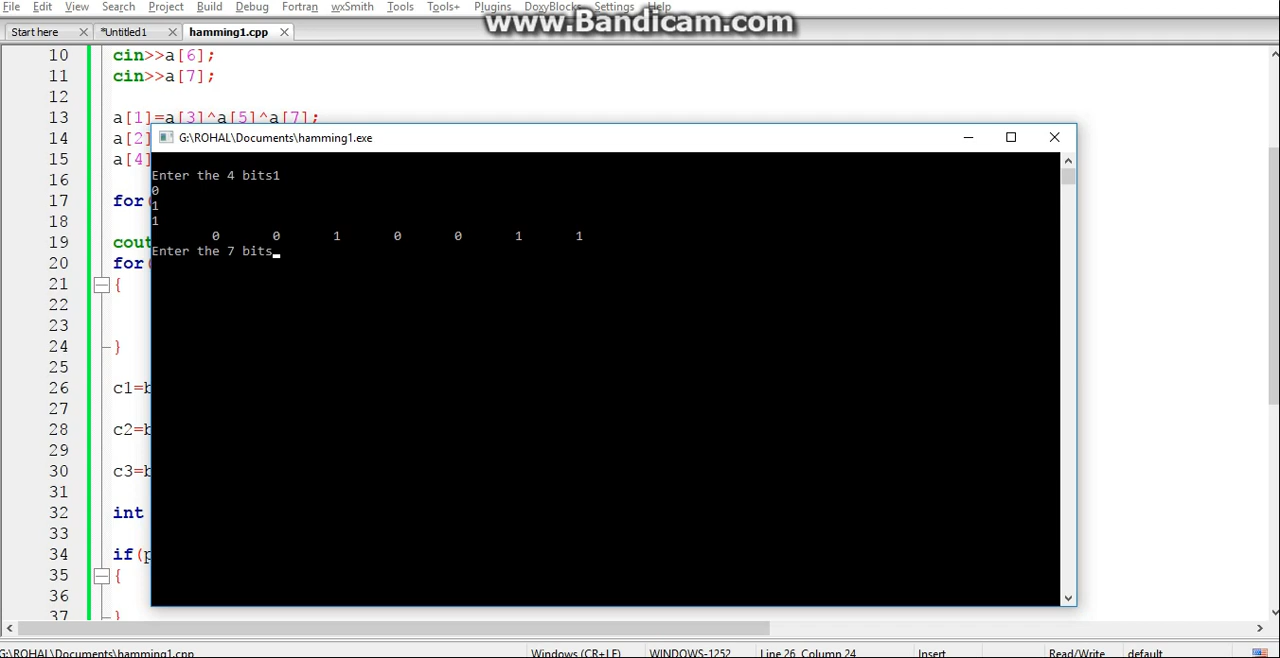 File Edit View Search Project Build Debug Fortran wxSmith Tools Tools+ Plugins DoxyBlocks Settings Help
www.Bandicam.com
Start here *Untitled1 hamming1.cpp
10 cin>>a[6];
11 cin>>a[7];
12
13 a[1]=a[3]^a[5]^a[7];
14 a[2]
15 a[4]
16
17 for(
18
19 cout
20 for(
21 {
22
23
24 }
25
26 c1=b
27
28 c2=b
29
30 c3=b
31
32 int
33
34 if(p
35 {
36
37 }
G:\ROHAL\Documents\hamming1.exe
Enter the 4 bits1
0
1
1
0 0 1 0 0 1 1
Enter the 7 bits
G:\ROHAL\Documents\hamming1.cpp Windows (CR+LF) WINDOWS-1252 Line 26, Column 24 Insert Read/Write default